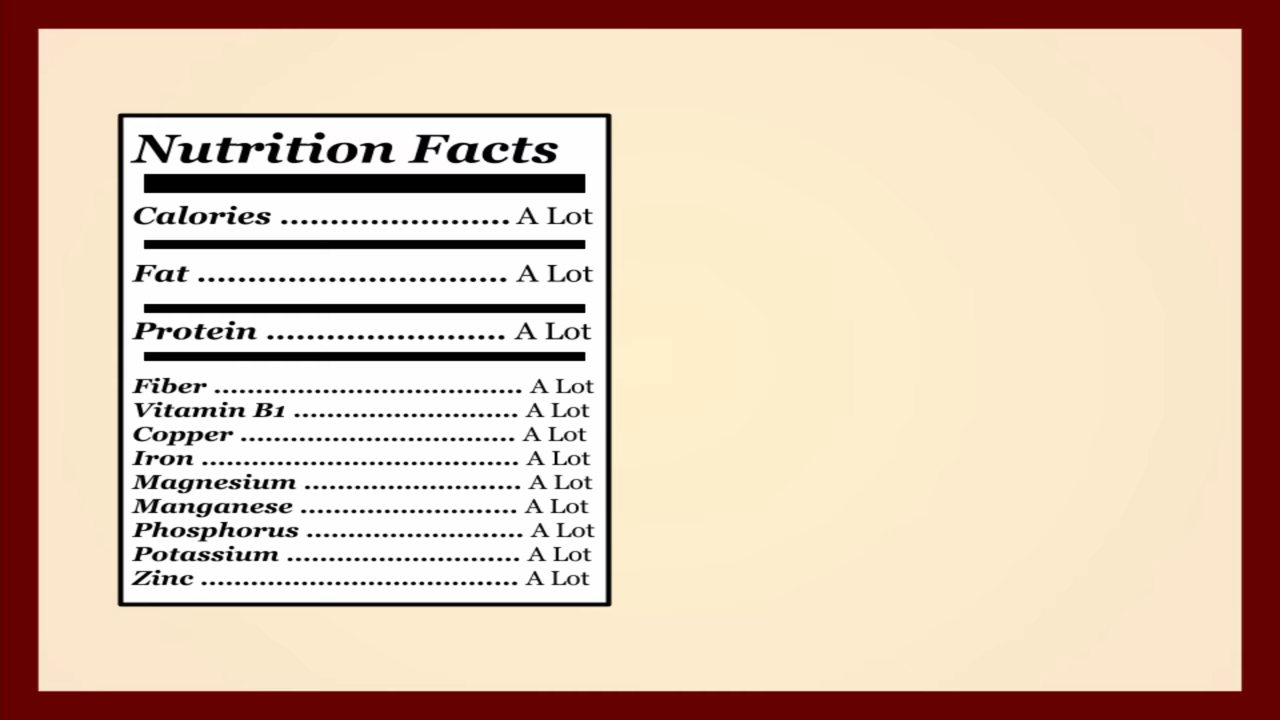 Nutrition Facts
Calories ....................... A Lot
Fat ............................... A Lot
Protein ........................ A Lot
Fiber ..................................... A Lot
Vitamin B1 ........................... A Lot
Copper ................................. A Lot
Iron ...................................... A Lot
Magnesium .......................... A Lot
Manganese .......................... A Lot
Phosphorus .......................... A Lot
Potassium ............................ A Lot
Zinc ...................................... A Lot